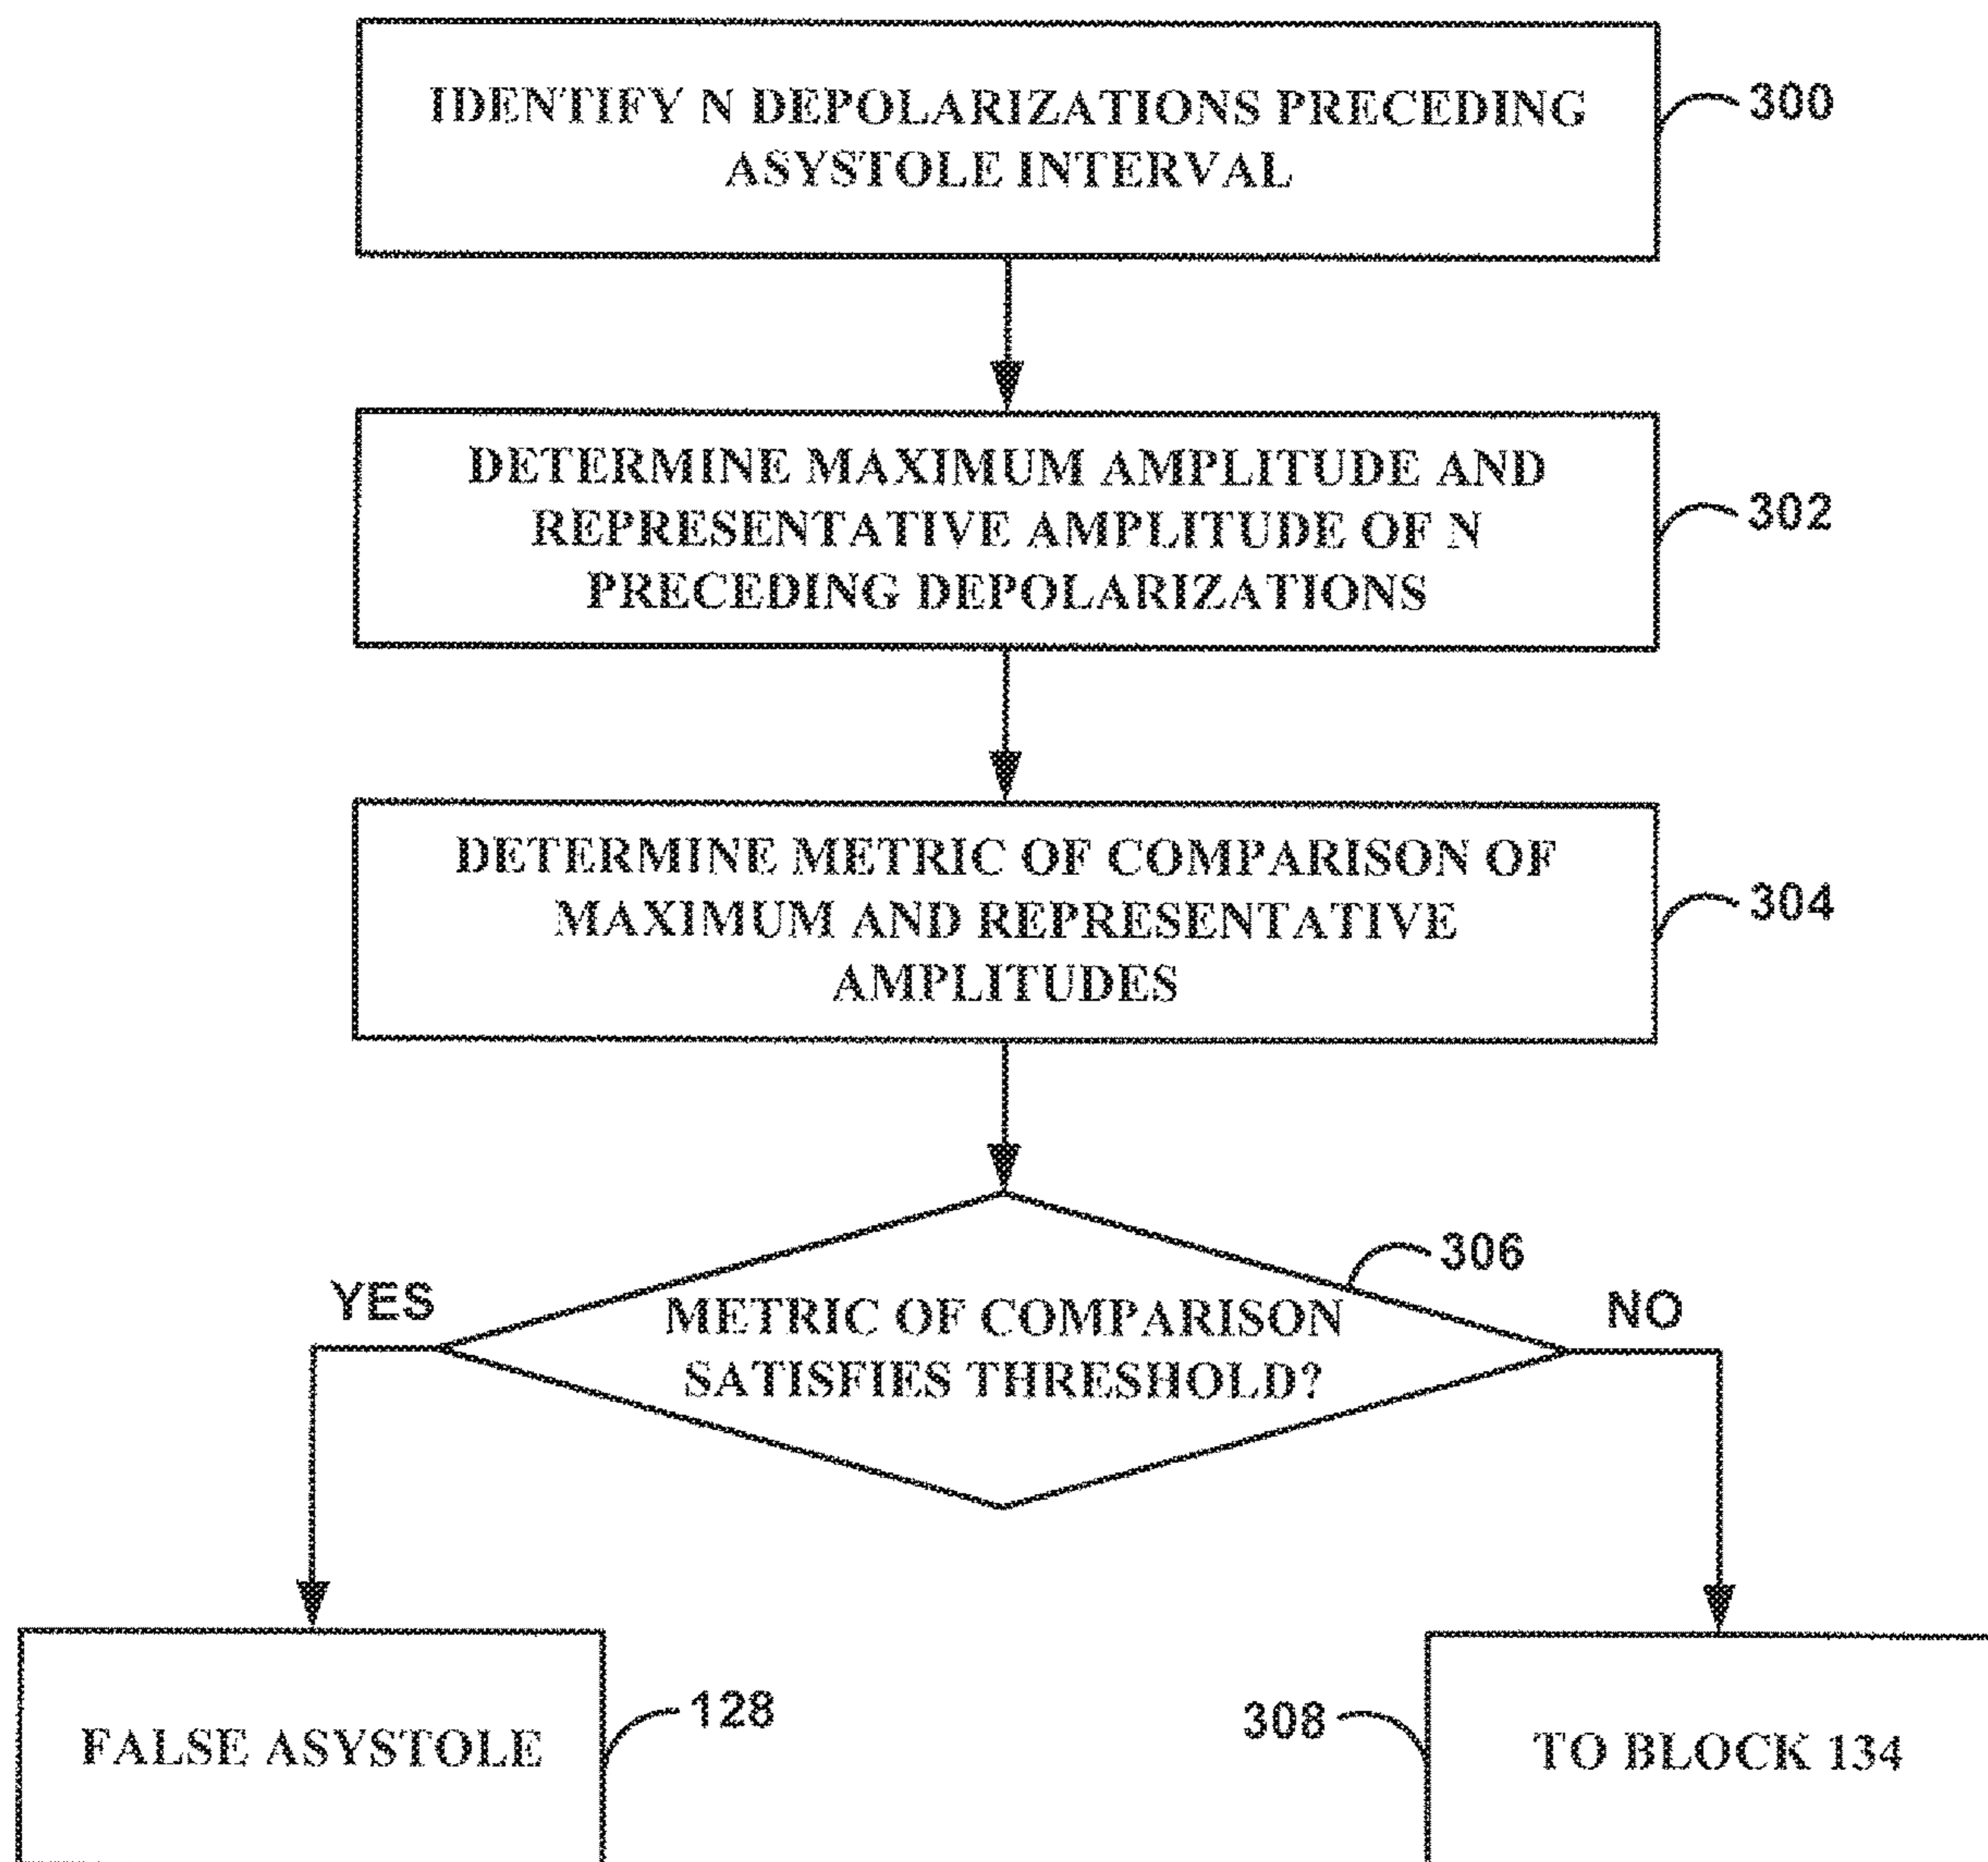 IDENTIFY N DEPOLARIZATIONS PRECEDING
ASYSTOLE INTERVAL
300
DETERMINE MAXIMUM AMPLITUDE AND
REPRESENTATIVE AMPLITUDE OF N
PRECEDING DEPOLARIZATIONS
302
DETERMINE METRIC OF COMPARISON OF
MAXIMUM AND REPRESENTATIVE
AMPLITUDES
304
306
YES
METRIC OF COMPARISON
SATISFIES THRESHOLD?
NO
FALSE ASYSTOLE
128
308
TO BLOCK 134